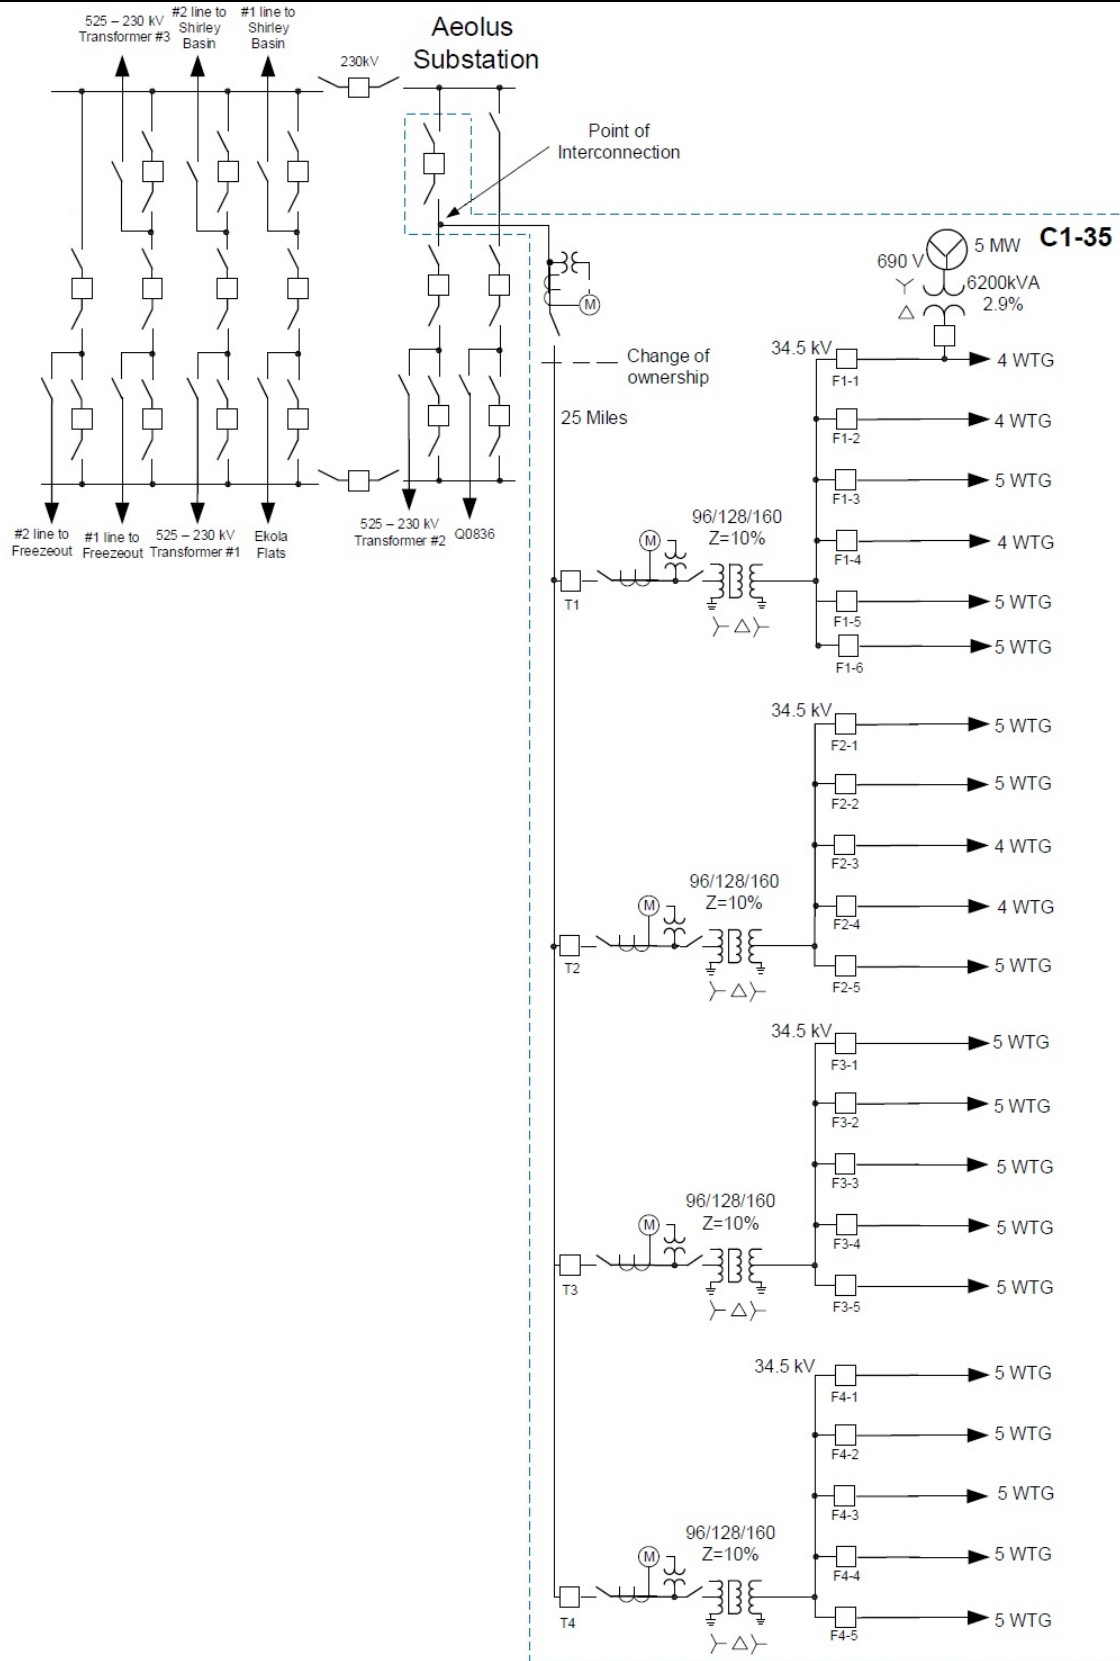 525 – 230 kV
Transformer #3
#2 line to
Shirley
Basin
#1 line to
Shirley
Basin
230kV
Aeolus
Substation
Point of
Interconnection
C1-35
5 MW
690 V
6200kVA
2.9%
M
Change of
ownership
25 Miles
#2 line to
Freezeout
#1 line to
Freezeout
525 – 230 kV
Transformer #1
Ekola
Flats
525 – 230 kV
Transformer #2
Q0836
34.5 kV
F1-1
4 WTG
F1-2
4 WTG
F1-3
5 WTG
F1-4
4 WTG
F1-5
5 WTG
F1-6
5 WTG
M
96/128/160
Z=10%
T1
34.5 kV
F2-1
5 WTG
F2-2
5 WTG
F2-3
4 WTG
F2-4
4 WTG
F2-5
5 WTG
M
96/128/160
Z=10%
T2
34.5 kV
F3-1
5 WTG
F3-2
5 WTG
F3-3
5 WTG
F3-4
5 WTG
F3-5
5 WTG
M
96/128/160
Z=10%
T3
34.5 kV
F4-1
5 WTG
F4-2
5 WTG
F4-3
5 WTG
F4-4
5 WTG
F4-5
5 WTG
M
96/128/160
Z=10%
T4